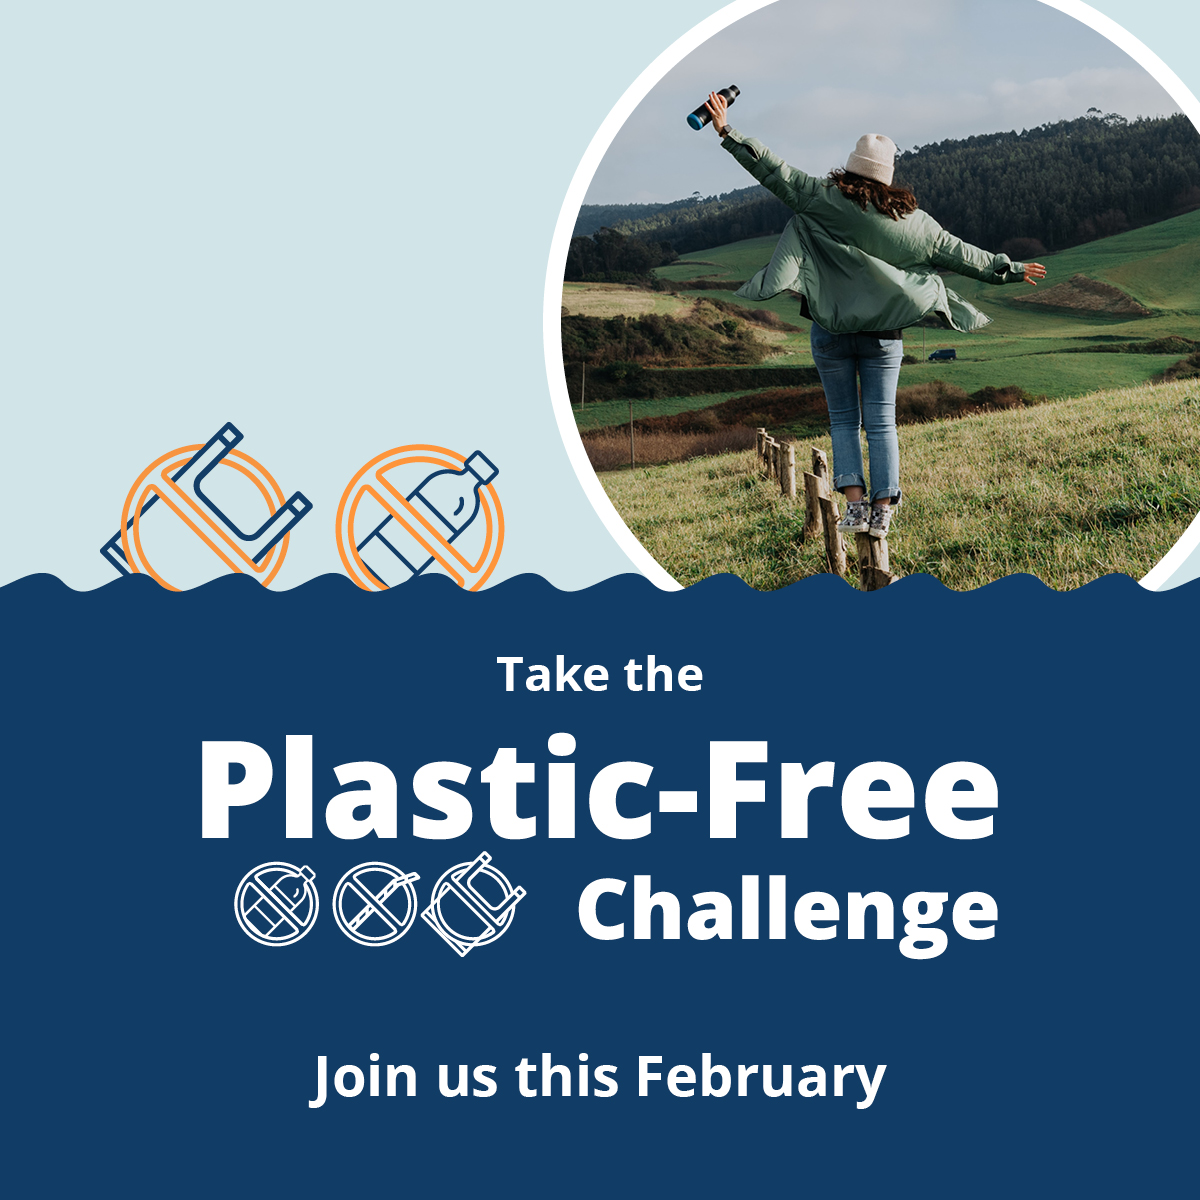 Take the
Plastic-Free
Challenge
Join us this February